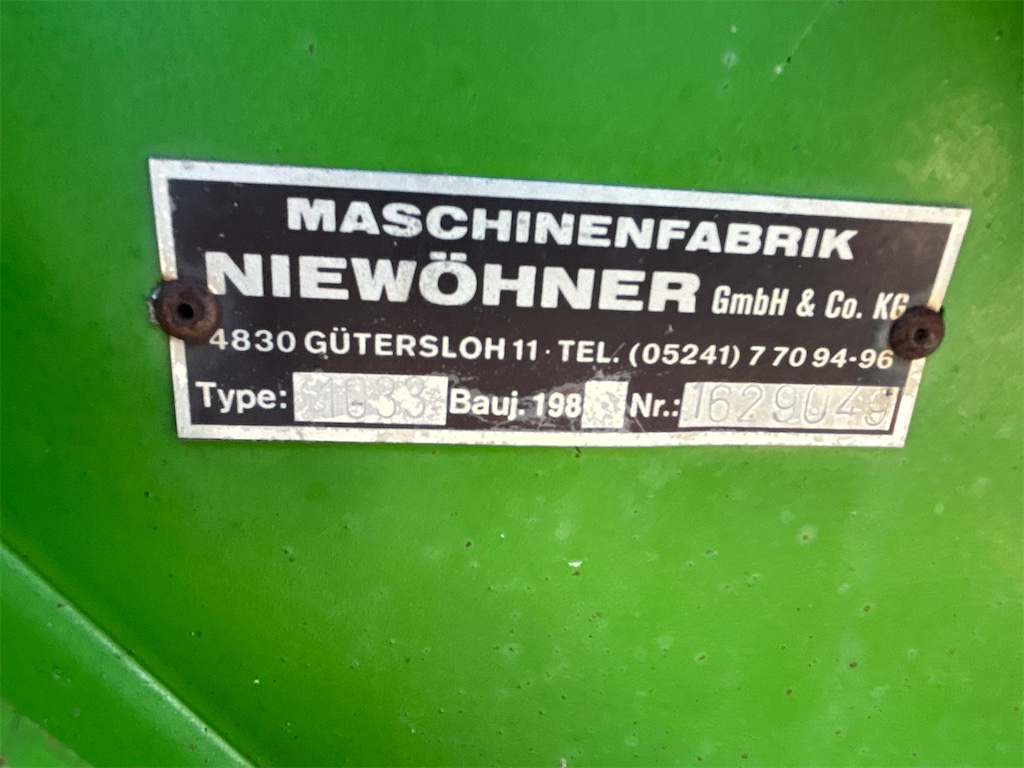 MASCHINENFABRIK
NIEWÖHNER GmbH & Co. KG
4830 GÜTERSLOH 11 · TEL. (05241) 7 70 94-96
Type: 1033 Bauj. 198 Nr.: 1629049